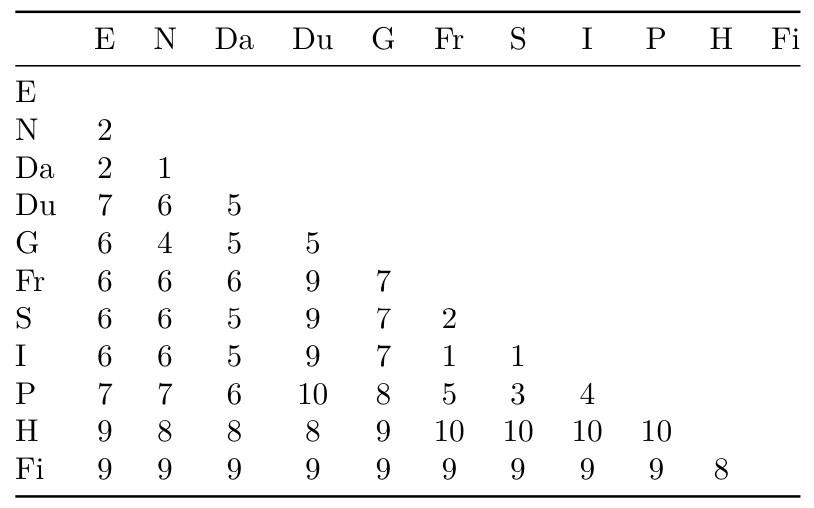 E N Da Du G Fr S I P H Fi
E
N 2
Da 2 1
Du 7 6 5
G 6 4 5 5
Fr 6 6 6 9 7
S 6 6 5 9 7 2
I 6 6 5 9 7 1 1
P 7 7 6 10 8 5 3 4
H 9 8 8 8 9 10 10 10 10
Fi 9 9 9 9 9 9 9 9 9 8